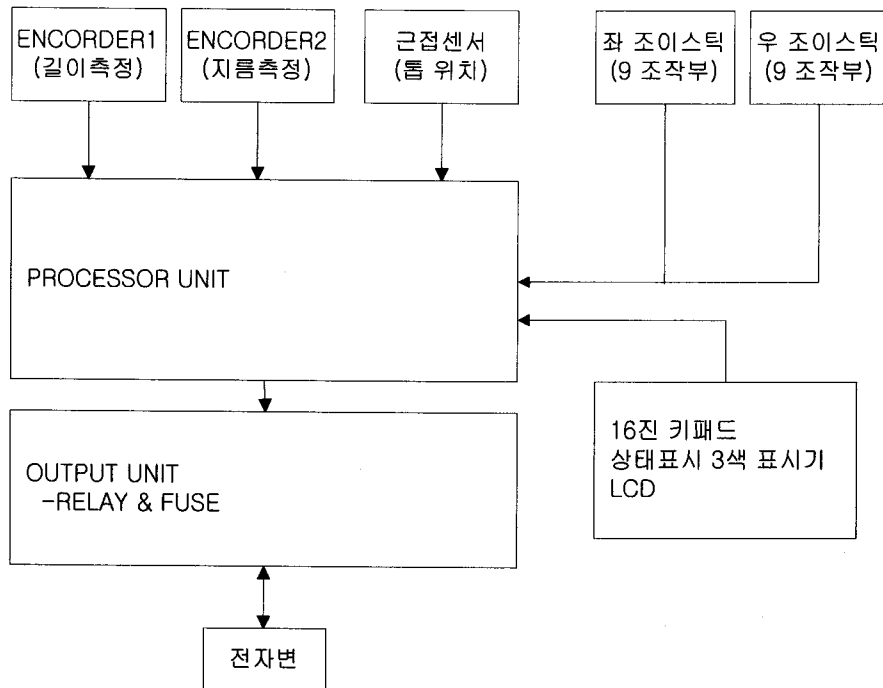 ENCORDER1
(길이측정)
ENCORDER2
(지름측정)
근접센서
(톱 위치)
좌 조이스틱
(9 조작부)
우 조이스틱
(9 조작부)
PROCESSOR UNIT
16진 키패드
상태표시 3색 표시기
LCD
OUTPUT UNIT
-RELAY & FUSE
전자변